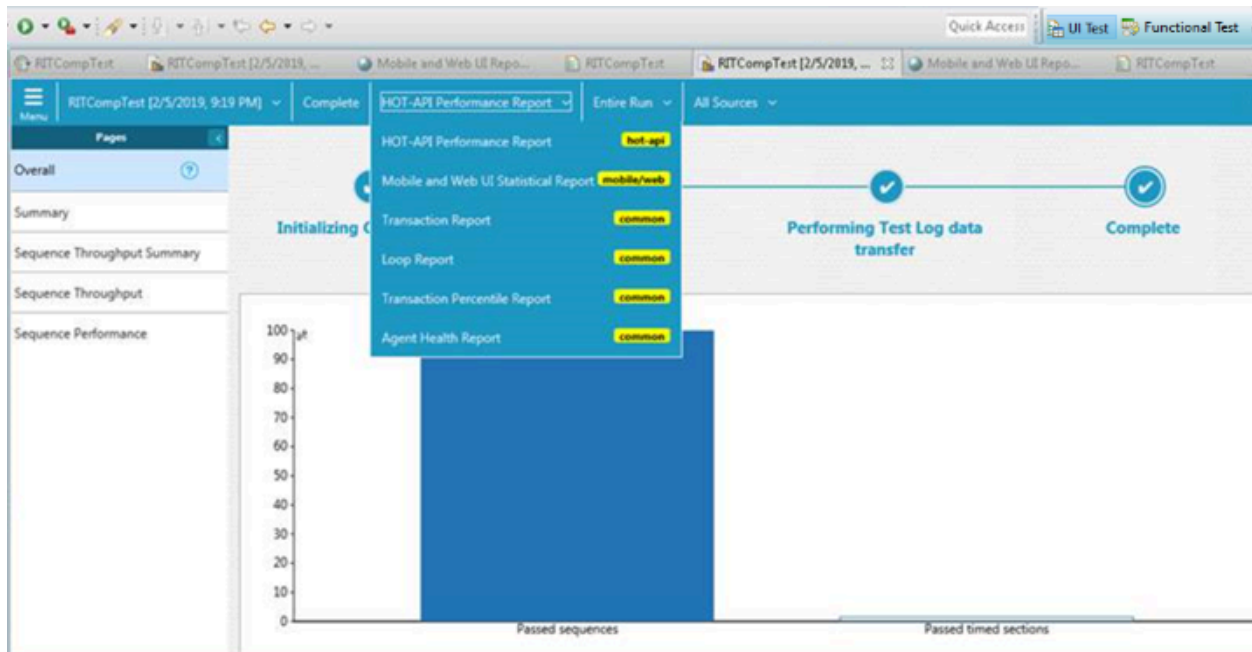 Quick Access UI Test Functional Test
RITCompTest RITCompTest [2/5/2019, ... Mobile and Web UI Repo... RITCompTest RITCompTest [2/5/2019, ... Mobile and Web UI Repo... RITCompTest
Menu RITCompTest [2/5/2019, 9:19 PM] Complete HOT-API Performance Report Entire Run All Sources
Pages
Overall
Summary
Sequence Throughput Summary
Sequence Throughput
Sequence Performance
HOT-API Performance Report hot-api
Mobile and Web UI Statistical Report mobile/web
Transaction Report common
Loop Report common
Transaction Percentile Report common
Agent Health Report common
Initializing
Performing Test Log data
transfer
Complete
100
90
80
70
60
50
40
30
20
10
0
Passed sequences Passed timed sections